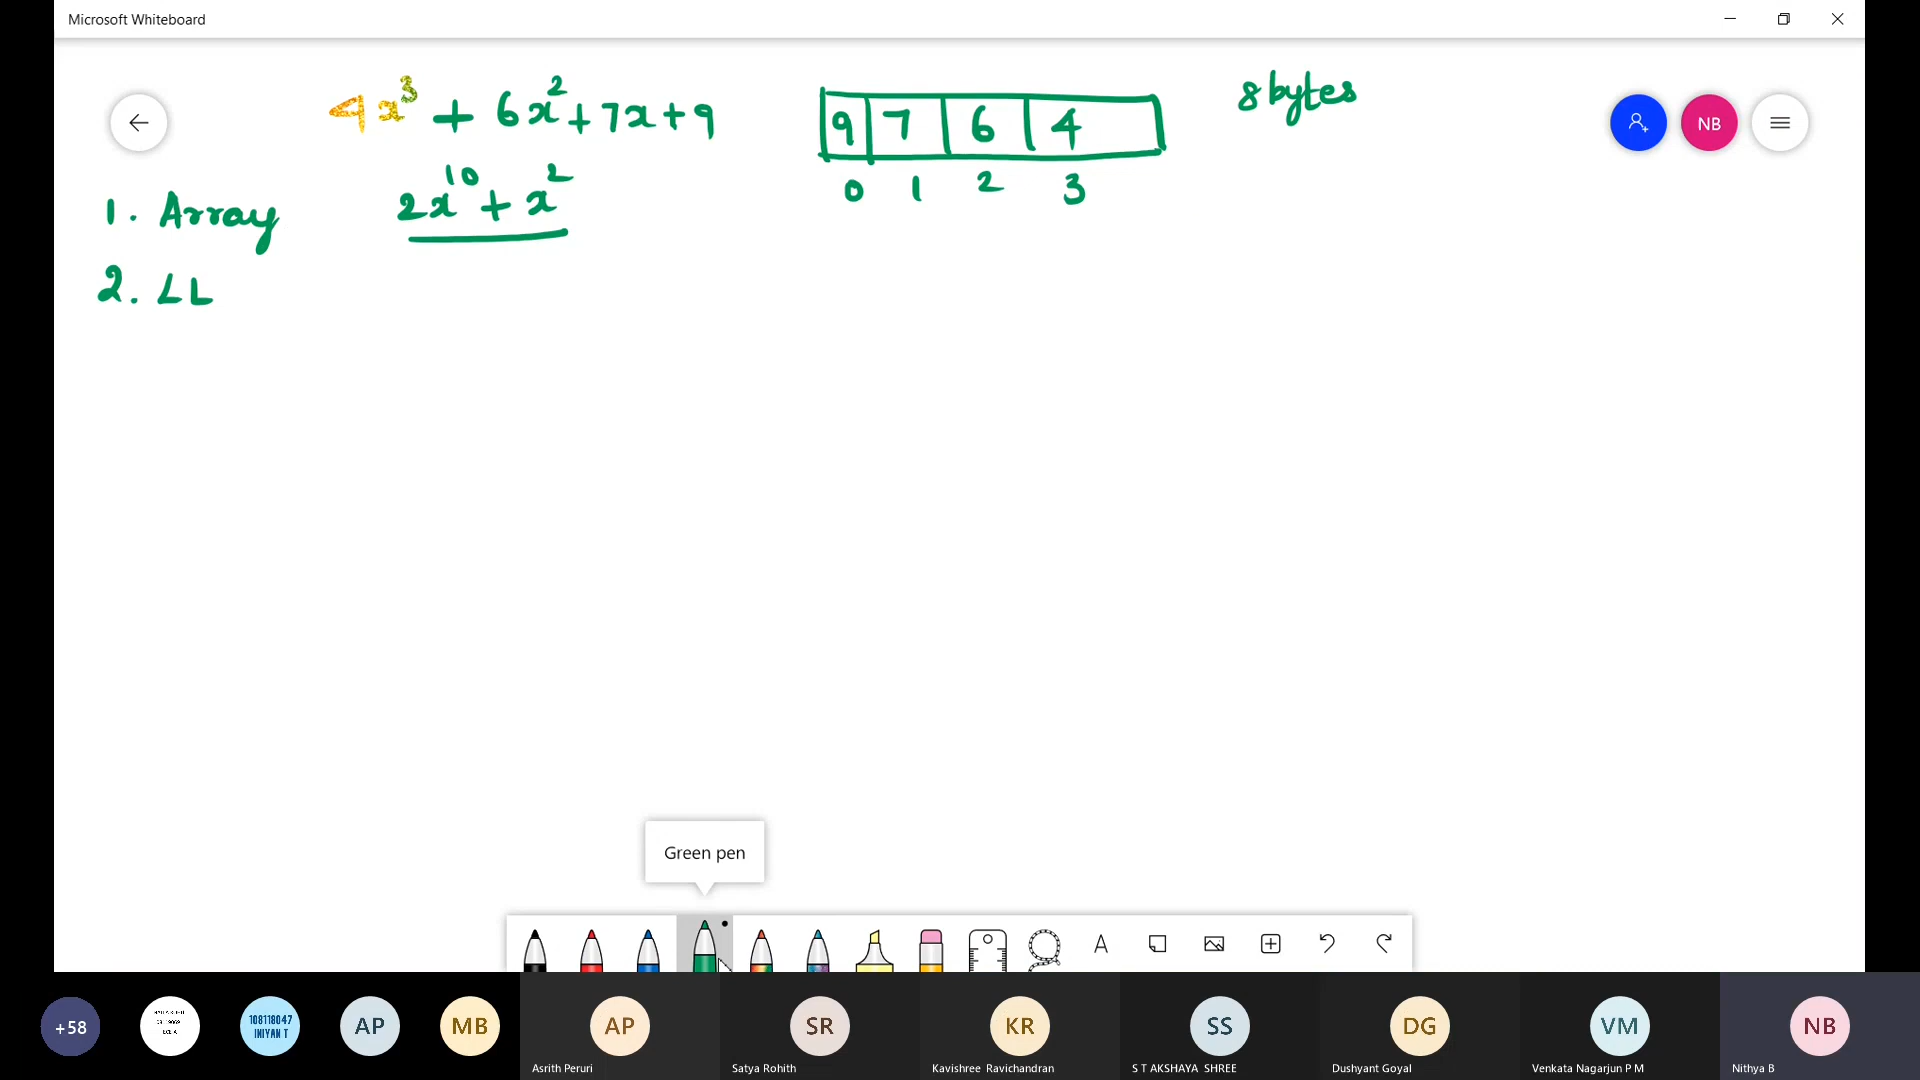 Microsoft Whiteboard
4x³ + 6x² + 7x + 9
9 7 6 4
8 bytes
0 1 2 3
NB
1. Array
2x¹⁰ + x²
2. LL
Green pen
+58
108118047
INIYAN T
AP
MB
AP
SR
KR
SS
DG
VM
NB
Asrith Peruri
Satya Rohith
Kavishree Ravichandran
S T AKSHAYA SHREE
Dushyant Goyal
Venkata Nagarjun P M
Nithya B